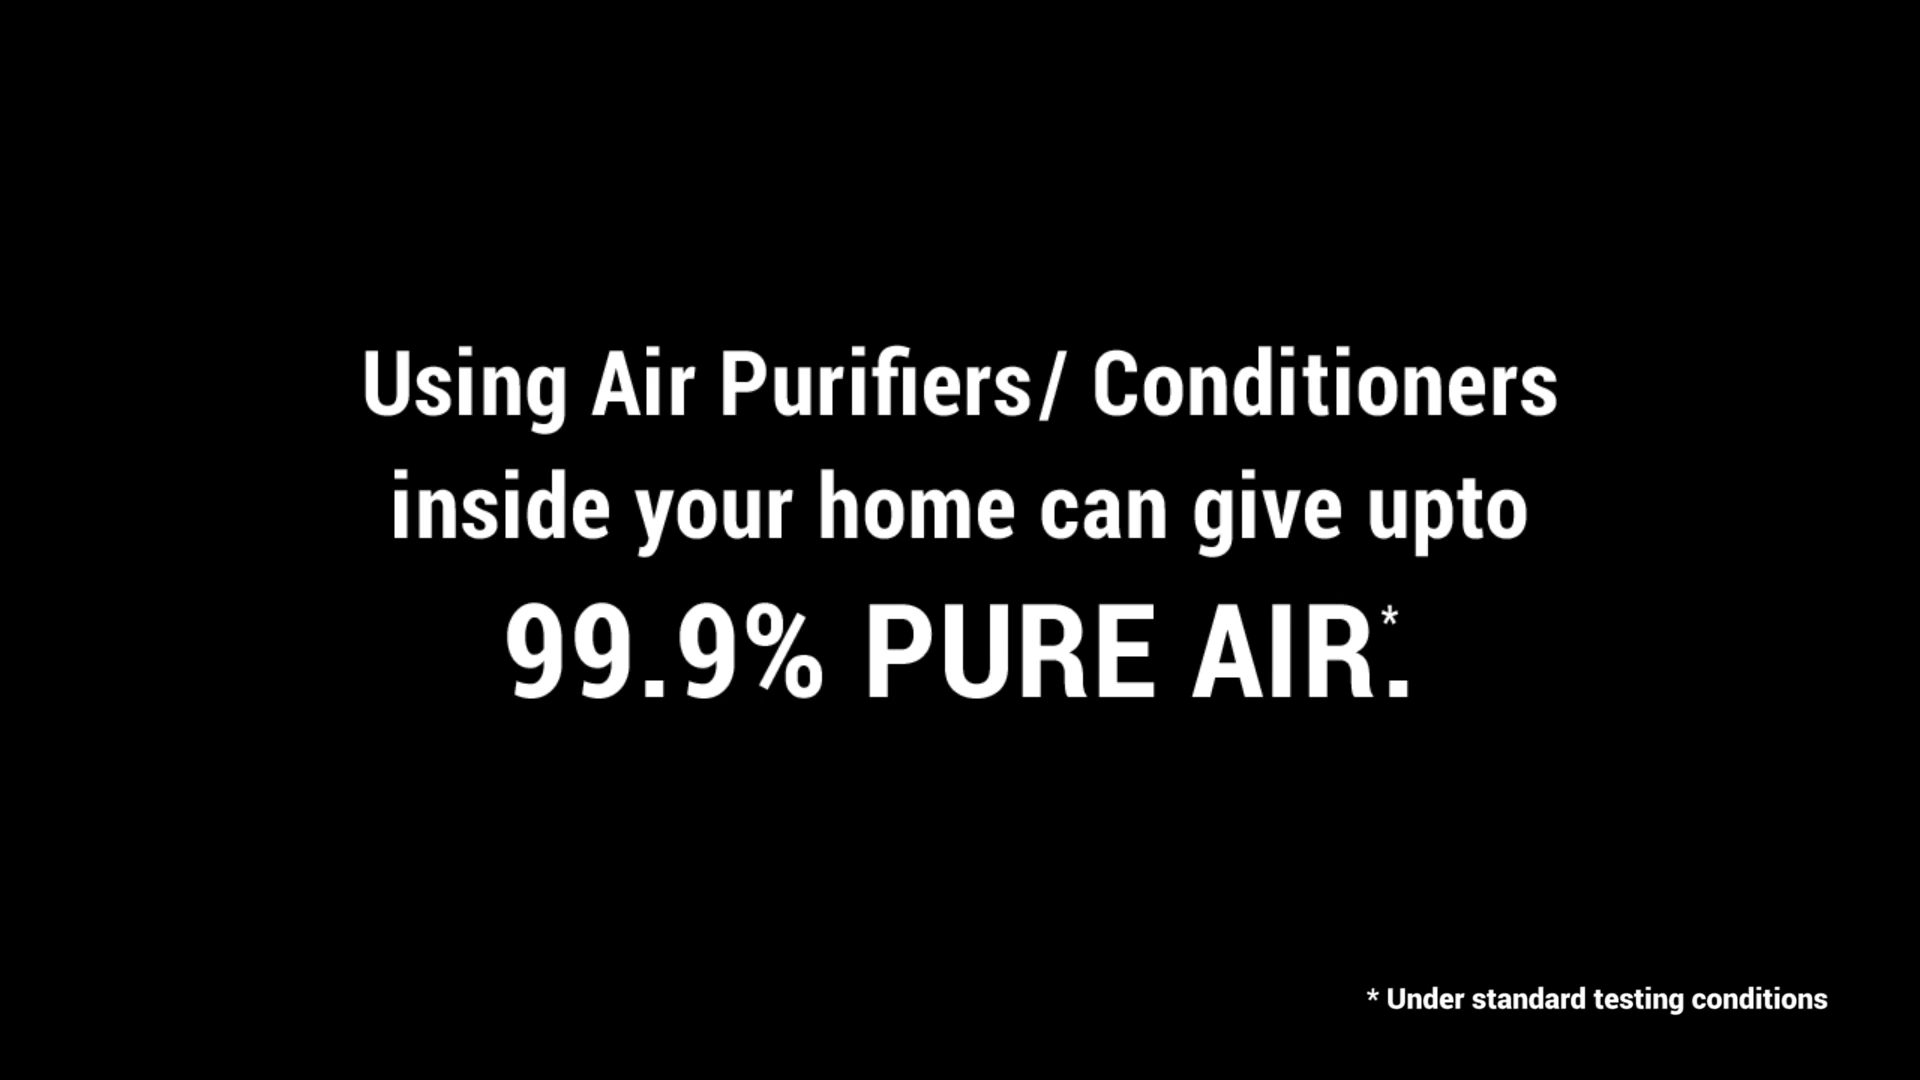 Using Air Purifiers/ Conditioners
inside your home can give upto
99.9% PURE AIR*.
* Under standard testing conditions